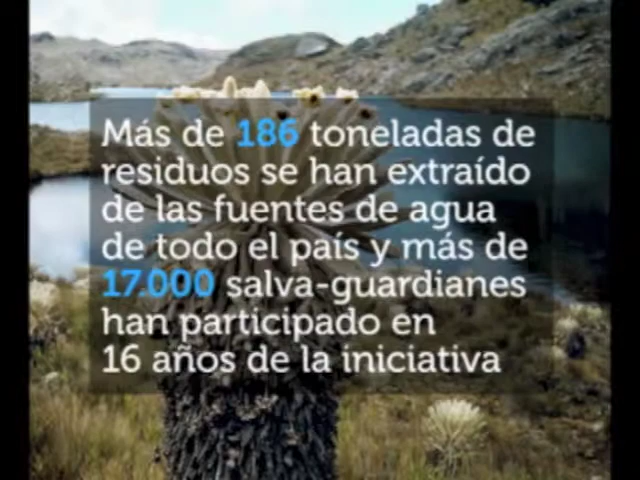 Más de 186 toneladas de
residuos se han extraído
de las fuentes de agua
de todo el país y más de
17.000 salva-guardianes
han participado en
16 años de la iniciativa